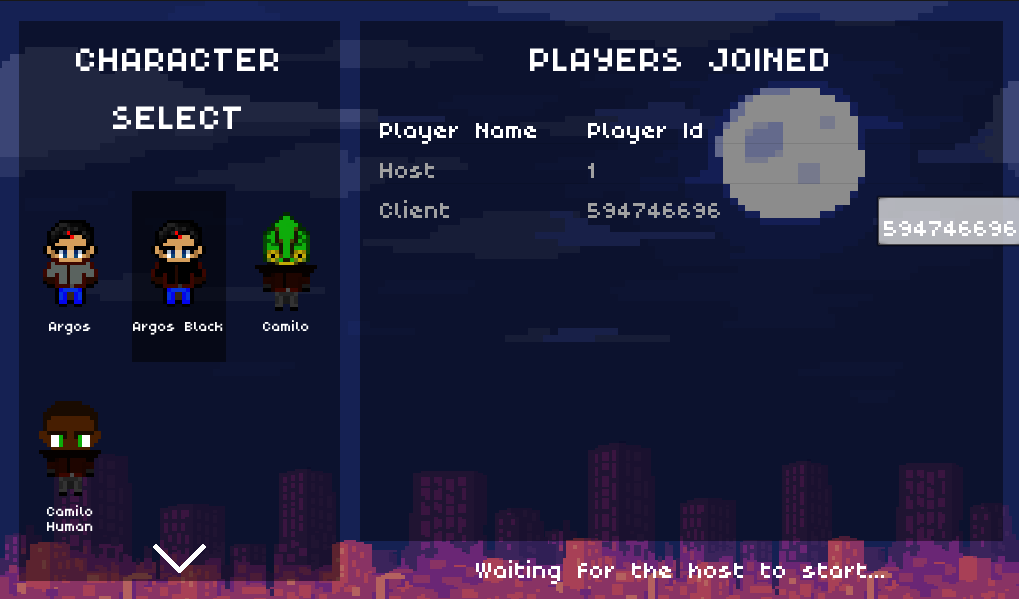 CHARACTER
SELECT
Argos
Argos Black
Camilo
Camilo
Human
PLAYERS JOINED
Player Name Player Id
Host 1
Client 594746696
594746696
Waiting for the host to start...